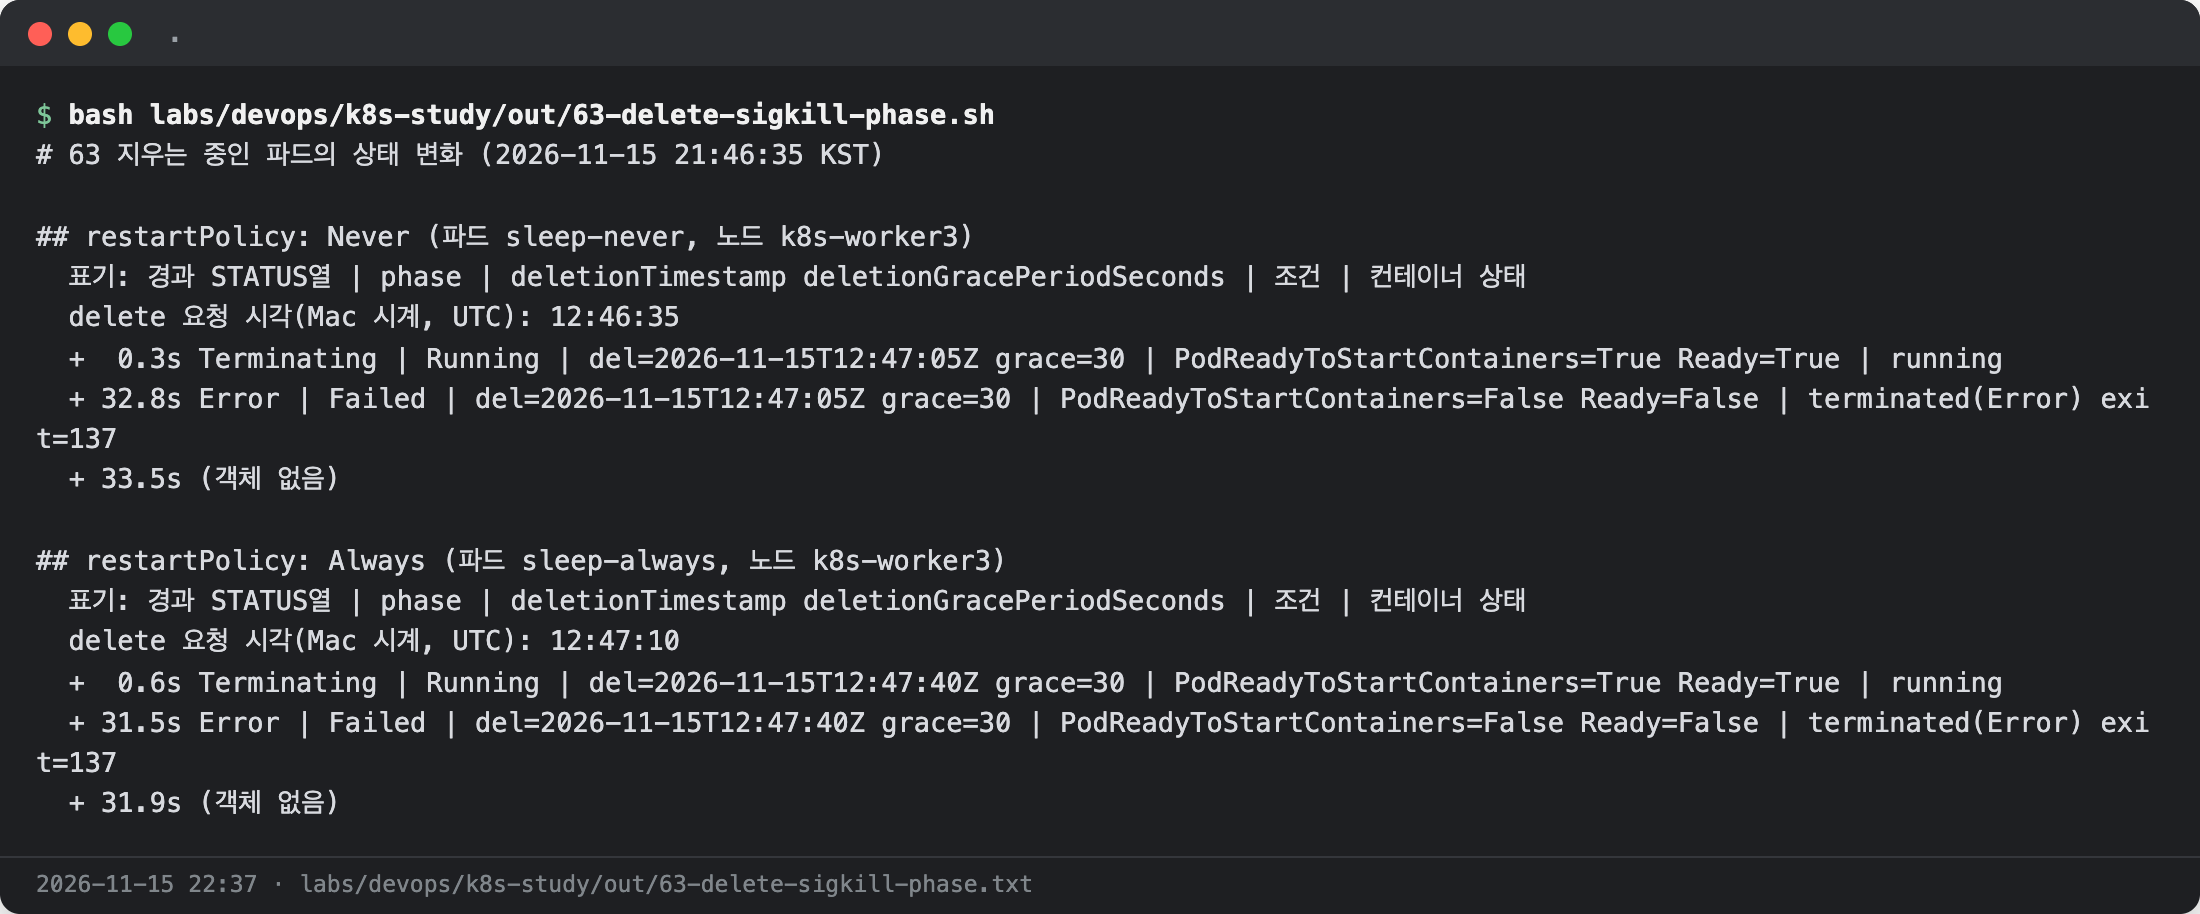 .
$ bash labs/devops/k8s-study/out/63-delete-sigkill-phase.sh
# 63 지우는 중인 파드의 상태 변화 (2026-11-15 21:46:35 KST)
## restartPolicy: Never (파드 sleep-never, 노드 k8s-worker3)
표기: 경과 STATUS열 | phase | deletionTimestamp deletionGracePeriodSeconds | 조건 | 컨테이너 상태
delete 요청 시각(Mac 시계, UTC): 12:46:35
+  0.3s Terminating | Running | del=2026-11-15T12:47:05Z grace=30 | PodReadyToStartContainers=True Ready=True | running
+ 32.8s Error | Failed | del=2026-11-15T12:47:05Z grace=30 | PodReadyToStartContainers=False Ready=False | terminated(Error) exi
t=137
+ 33.5s (객체 없음)
## restartPolicy: Always (파드 sleep-always, 노드 k8s-worker3)
표기: 경과 STATUS열 | phase | deletionTimestamp deletionGracePeriodSeconds | 조건 | 컨테이너 상태
delete 요청 시각(Mac 시계, UTC): 12:47:10
+  0.6s Terminating | Running | del=2026-11-15T12:47:40Z grace=30 | PodReadyToStartContainers=True Ready=True | running
+ 31.5s Error | Failed | del=2026-11-15T12:47:40Z grace=30 | PodReadyToStartContainers=False Ready=False | terminated(Error) exi
t=137
+ 31.9s (객체 없음)
2026-11-15 22:37 · labs/devops/k8s-study/out/63-delete-sigkill-phase.txt